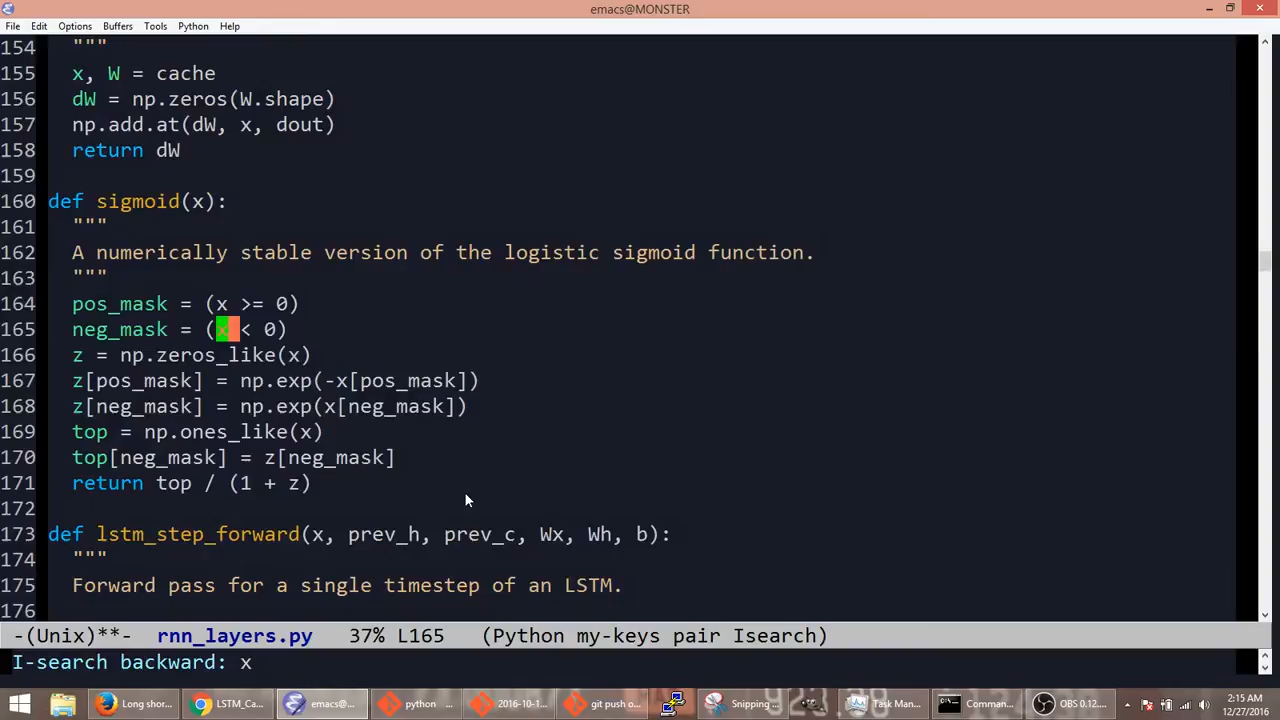 emacs@MONSTER
File Edit Options Buffers Tools Python Help
154 """
155 x, W = cache
156 dW = np.zeros(W.shape)
157 np.add.at(dW, x, dout)
158 return dW
159
160 def sigmoid(x):
161 """
162 A numerically stable version of the logistic sigmoid function.
163 """
164 pos_mask = (x >= 0)
165 neg_mask = (x < 0)
166 z = np.zeros_like(x)
167 z[pos_mask] = np.exp(-x[pos_mask])
168 z[neg_mask] = np.exp(x[neg_mask])
169 top = np.ones_like(x)
170 top[neg_mask] = z[neg_mask]
171 return top / (1 + z)
172
173 def lstm_step_forward(x, prev_h, prev_c, Wx, Wh, b):
174 """
175 Forward pass for a single timestep of an LSTM.
176
-(Unix)**- rnn_layers.py 37% L165 (Python my-keys pair Isearch)
I-search backward: x
Long shor... LSTM_Ca... emacs@... python ... 2016-10-1... git push o... Snipping ... Task Man... Comman... OBS 0.12.... 2:15 AM
12/27/2016